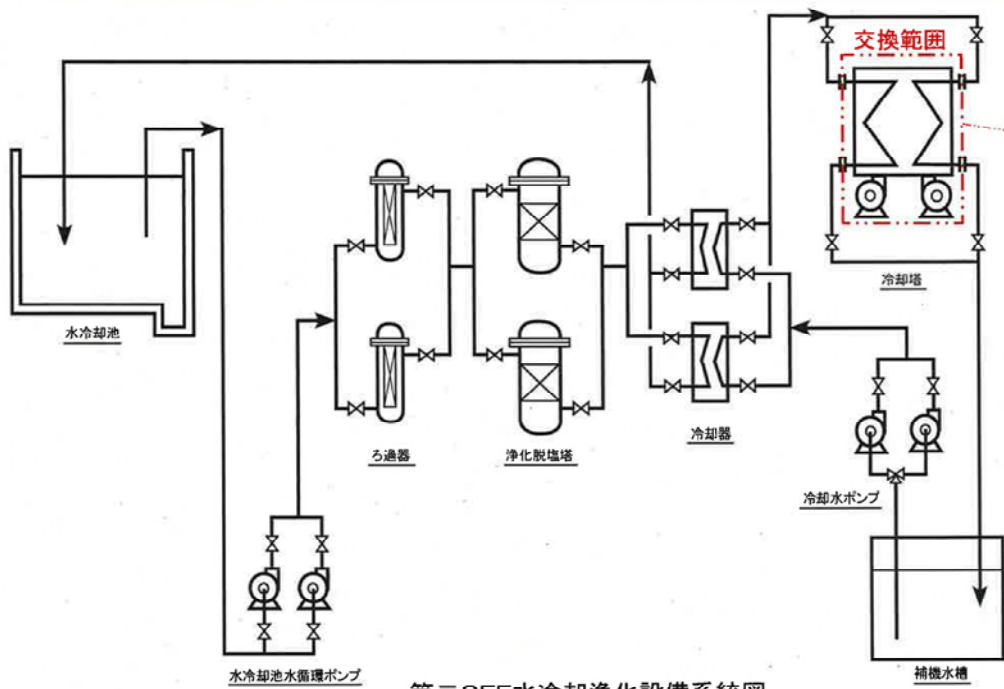 交換範囲
冷却塔
水冷却池
ろ過器
浄化脱塩塔
冷却器
冷却水ポンプ
水冷却池水循環ポンプ
補機水槽